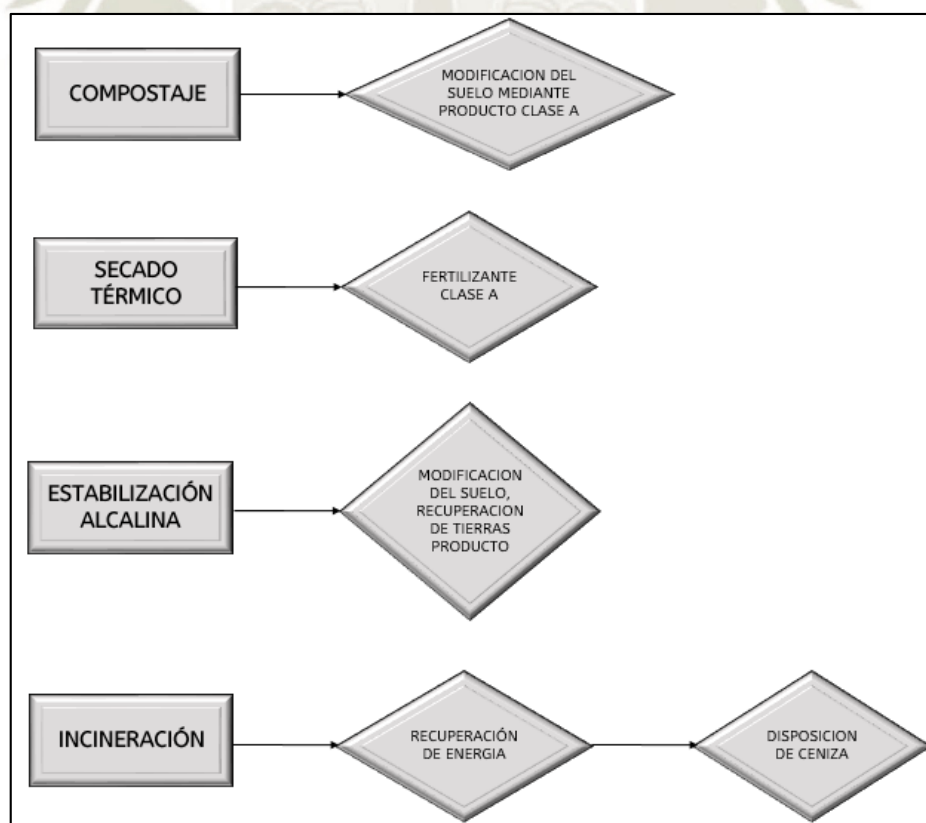 COMPOSTAJE
MODIFICACION DEL
SUELO MEDIANTE
PRODUCTO CLASE A
SECADO
TÉRMICO
FERTILIZANTE
CLASE A
ESTABILIZACIÓN
ALCALINA
MODIFICACION
DEL SUELO,
RECUPERACION
DE TIERRAS
PRODUCTO
INCINERACIÓN
RECUPERACIÓN
DE ENERGIA
DISPOSICION
DE CENIZA